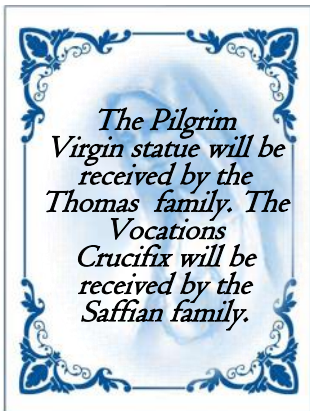 The Pilgrim
Virgin statue will be
received by the
Thomas family. The
Vocations
Crucifix will be
received by the
Saffian family.